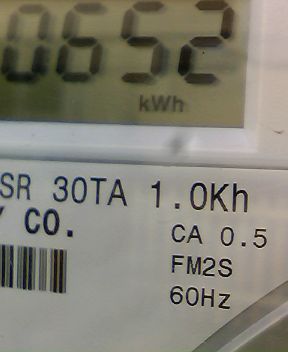 0652
kWh
SR 30TA 1.0Kh
Y CO.
CA 0.5
FM2S
60Hz